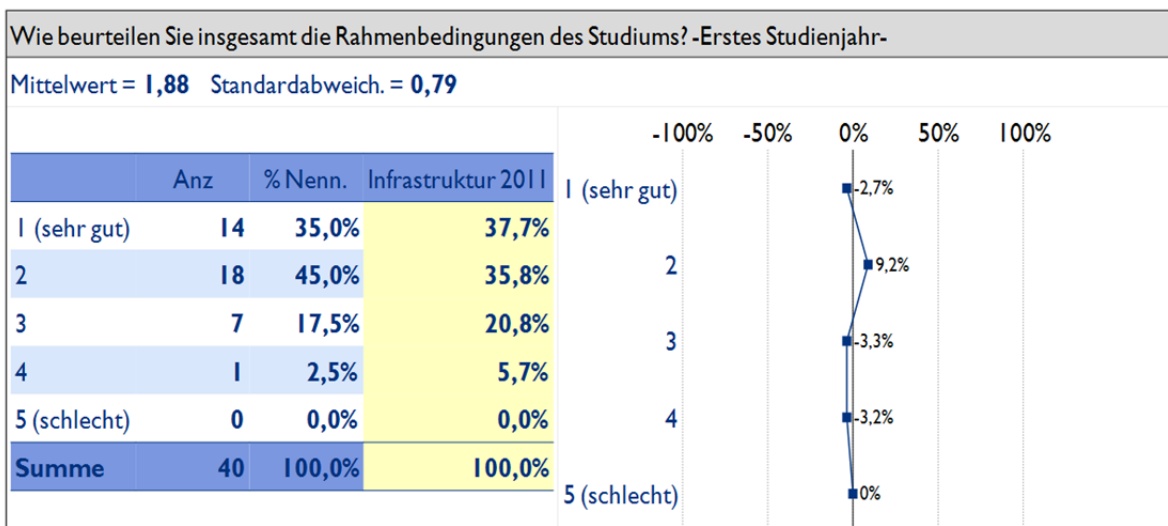 Wie beurteilen Sie insgesamt die Rahmenbedingungen des Studiums? -Erstes Studienjahr-
Mittelwert = 1,88 Standardabweich. = 0,79
Anz % Nenn. Infrastruktur 2011
1 (sehr gut) 14 35,0% 37,7%
2 18 45,0% 35,8%
3 7 17,5% 20,8%
4 1 2,5% 5,7%
5 (schlecht) 0 0,0% 0,0%
Summe 40 100,0% 100,0%
-100% -50% 0% 50% 100%
1 (sehr gut) -2,7%
2 9,2%
3 -3,3%
4 -3,2%
5 (schlecht) 0%